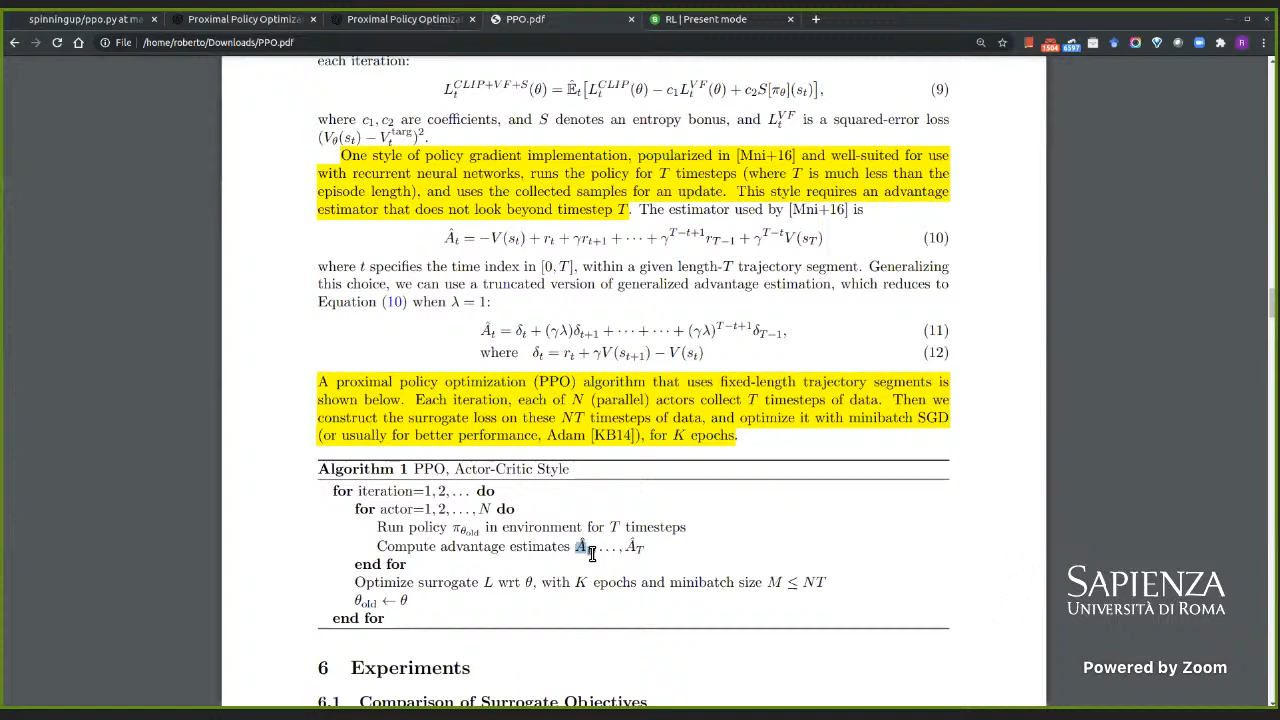 spinningup/ppo.py at ma
Proximal Policy Optimiza
Proximal Policy Optimiza
PPO.pdf
RL | Present mode
File /home/roberto/Downloads/PPO.pdf
1504 6597 R
each iteration:
L_t^{CLIP+VF+S}(θ) = Ê_t[L_t^{CLIP}(θ) − c_1 L_t^{VF}(θ) + c_2 S[π_θ](s_t)], (9)
where c_1, c_2 are coefficients, and S denotes an entropy bonus, and L_t^{VF} is a squared-error loss
(V_θ(s_t) − V_t^{targ})^2.
One style of policy gradient implementation, popularized in [Mni+16] and well-suited for use
with recurrent neural networks, runs the policy for T timesteps (where T is much less than the
episode length), and uses the collected samples for an update. This style requires an advantage
estimator that does not look beyond timestep T. The estimator used by [Mni+16] is
Â_t = −V(s_t) + r_t + γr_{t+1} + ··· + γ^{T−t+1}r_{T−1} + γ^{T−t}V(s_T) (10)
where t specifies the time index in [0, T], within a given length-T trajectory segment. Generalizing
this choice, we can use a truncated version of generalized advantage estimation, which reduces to
Equation (10) when λ = 1:
Â_t = δ_t + (γλ)δ_{t+1} + ··· + ··· + (γλ)^{T−t+1}δ_{T−1}, (11)
where δ_t = r_t + γV(s_{t+1}) − V(s_t) (12)
A proximal policy optimization (PPO) algorithm that uses fixed-length trajectory segments is
shown below. Each iteration, each of N (parallel) actors collect T timesteps of data. Then we
construct the surrogate loss on these NT timesteps of data, and optimize it with minibatch SGD
(or usually for better performance, Adam [KB14]), for K epochs.
Algorithm 1 PPO, Actor-Critic Style
for iteration=1, 2, ... do
for actor=1, 2, ..., N do
Run policy π_{θ_old} in environment for T timesteps
Compute advantage estimates Â ..., Â_T
end for
Optimize surrogate L wrt θ, with K epochs and minibatch size M ≤ NT
θ_old ← θ
end for
6 Experiments
6.1 Comparison of Surrogate Objectives
SAPIENZA
UNIVERSITÀ DI ROMA
Powered by Zoom